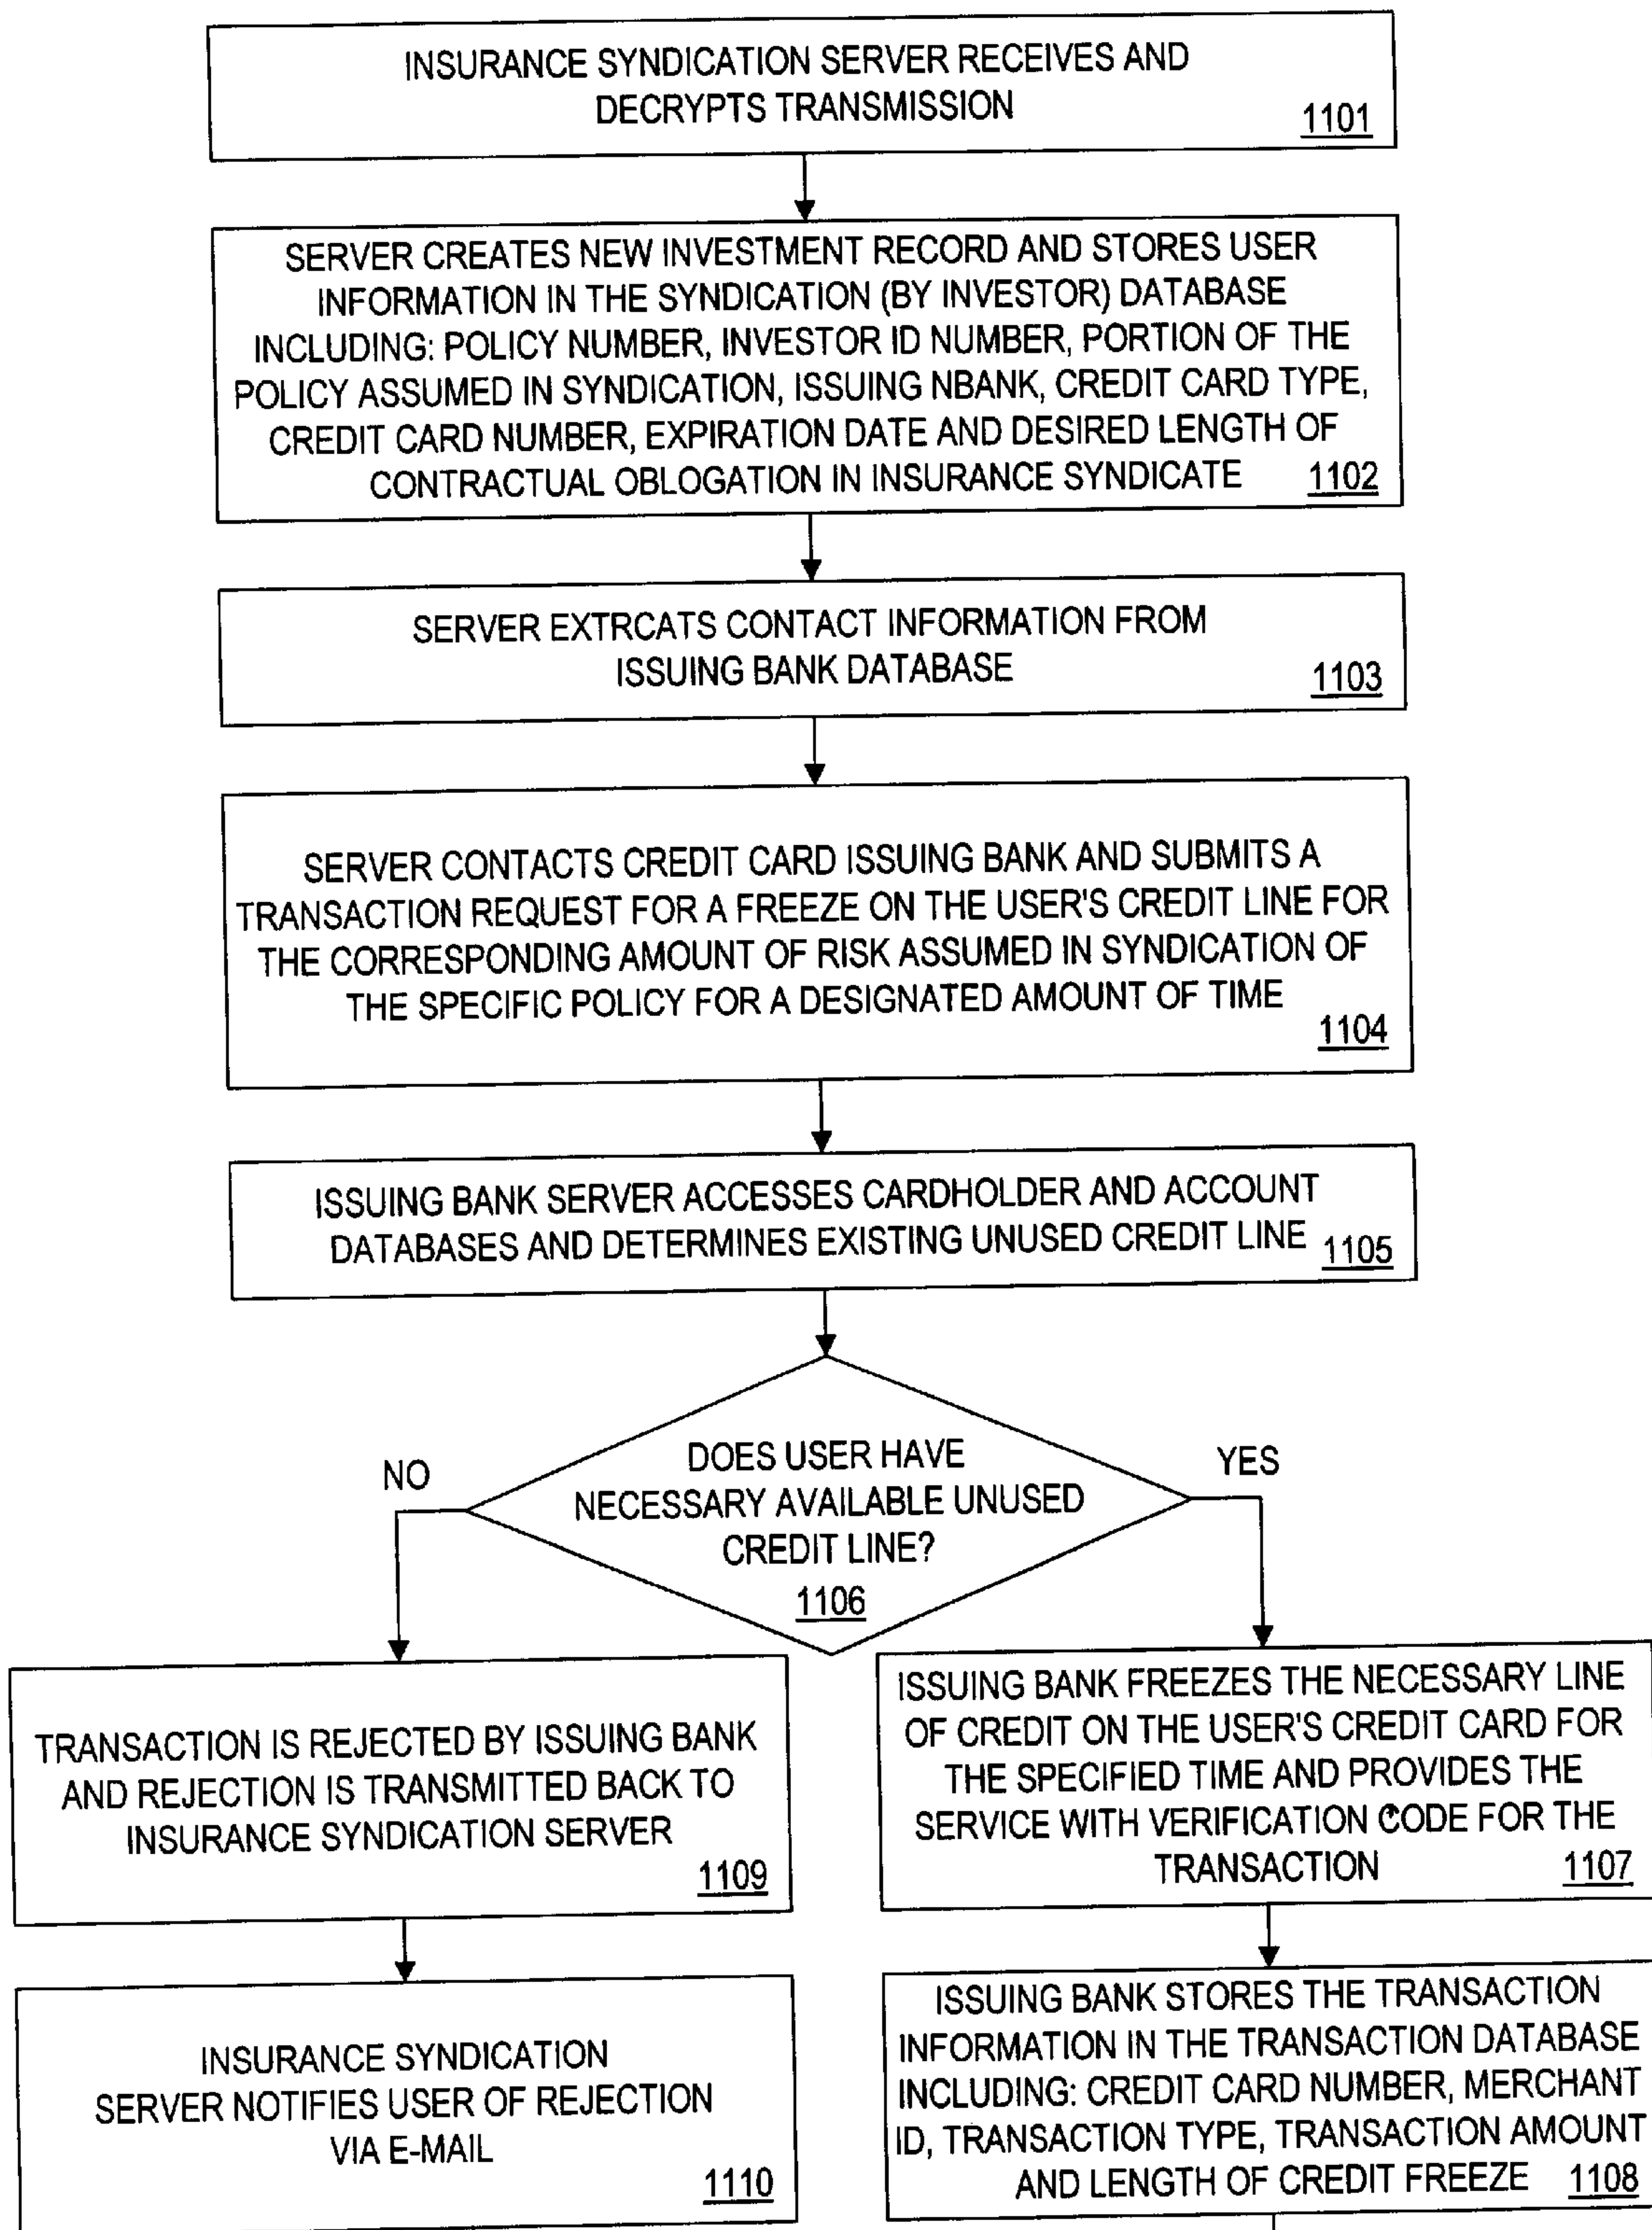 INSURANCE SYNDICATION SERVER RECEIVES AND
DECRYPTS TRANSMISSION
1101
SERVER CREATES NEW INVESTMENT RECORD AND STORES USER
INFORMATION IN THE SYNDICATION (BY INVESTOR) DATABASE
INCLUDING: POLICY NUMBER, INVESTOR ID NUMBER, PORTION OF THE
POLICY ASSUMED IN SYNDICATION, ISSUING NBANK, CREDIT CARD TYPE,
CREDIT CARD NUMBER, EXPIRATION DATE AND DESIRED LENGTH OF
CONTRACTUAL OBLOGATION IN INSURANCE SYNDICATE 1102
SERVER EXTRCATS CONTACT INFORMATION FROM
ISSUING BANK DATABASE
1103
SERVER CONTACTS CREDIT CARD ISSUING BANK AND SUBMITS A
TRANSACTION REQUEST FOR A FREEZE ON THE USER'S CREDIT LINE FOR
THE CORRESPONDING AMOUNT OF RISK ASSUMED IN SYNDICATION OF
THE SPECIFIC POLICY FOR A DESIGNATED AMOUNT OF TIME
1104
ISSUING BANK SERVER ACCESSES CARDHOLDER AND ACCOUNT
DATABASES AND DETERMINES EXISTING UNUSED CREDIT LINE 1105
DOES USER HAVE
NECESSARY AVAILABLE UNUSED
CREDIT LINE?
1106
NO
YES
TRANSACTION IS REJECTED BY ISSUING BANK
AND REJECTION IS TRANSMITTED BACK TO
INSURANCE SYNDICATION SERVER
1109
ISSUING BANK FREEZES THE NECESSARY LINE
OF CREDIT ON THE USER'S CREDIT CARD FOR
THE SPECIFIED TIME AND PROVIDES THE
SERVICE WITH VERIFICATION CODE FOR THE
TRANSACTION 1107
INSURANCE SYNDICATION
SERVER NOTIFIES USER OF REJECTION
VIA E-MAIL
1110
ISSUING BANK STORES THE TRANSACTION
INFORMATION IN THE TRANSACTION DATABASE
INCLUDING: CREDIT CARD NUMBER, MERCHANT
ID, TRANSACTION TYPE, TRANSACTION AMOUNT
AND LENGTH OF CREDIT FREEZE 1108